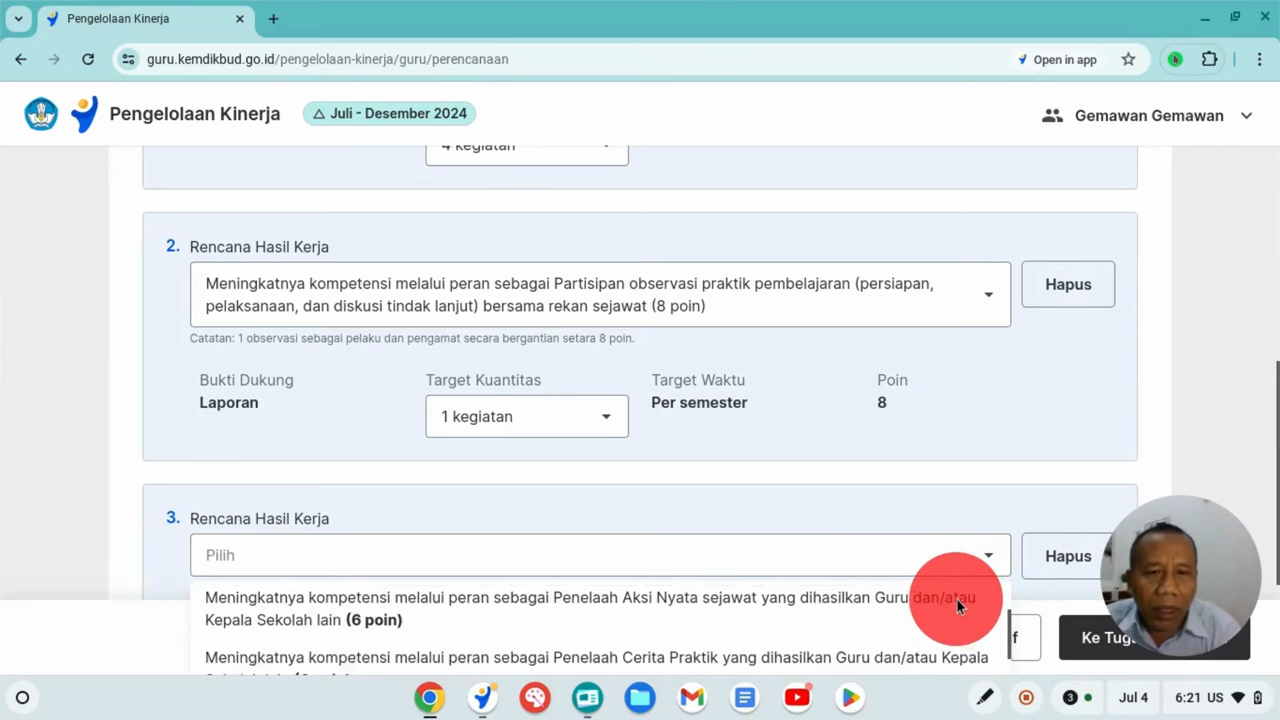 Pengelolaan Kinerja
guru.kemdikbud.go.id/pengelolaan-kinerja/guru/perencanaan
Open in app
Pengelolaan Kinerja
Juli - Desember 2024
Gemawan Gemawan
4 kegiatan
2. Rencana Hasil Kerja
Meningkatnya kompetensi melalui peran sebagai Partisipan observasi praktik pembelajaran (persiapan,
pelaksanaan, dan diskusi tindak lanjut) bersama rekan sejawat (8 poin)
Hapus
Catatan: 1 observasi sebagai pelaku dan pengamat secara bergantian setara 8 poin.
Bukti Dukung Target Kuantitas Target Waktu Poin
Laporan 1 kegiatan Per semester 8
3. Rencana Hasil Kerja
Pilih
Hapus
Meningkatnya kompetensi melalui peran sebagai Penelaah Aksi Nyata sejawat yang dihasilkan Guru dan/atau
Kepala Sekolah lain (6 poin)
f Ke
Meningkatnya kompetensi melalui peran sebagai Penelaah Cerita Praktik yang dihasilkan Guru dan/atau Kepala
3 Jul 4 6:21 US